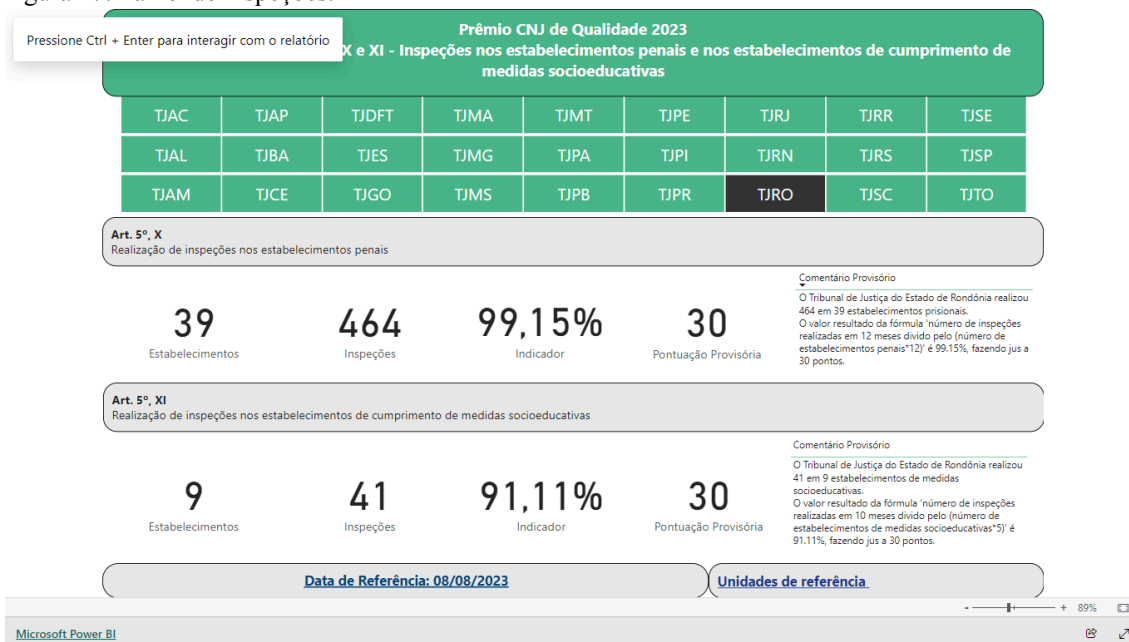 Pressione Ctrl + Enter para interagir com o relatório
Prêmio CNJ de Qualidade 2023
X e XI - Inspeções nos estabelecimentos penais e nos estabelecimentos de cumprimento de
medidas socioeducativas
TJAC TJAP TJDFT TJMA TJMT TJPE TJRJ TJRR TJSE
TJAL TJBA TJES TJMG TJPA TJPI TJRN TJRS TJSP
TJAM TJCE TJGO TJMS TJPB TJPR TJRO TJSC TJTO
Art. 5º, X
Realização de inspeções nos estabelecimentos penais
39 464 99,15% 30
Estabelecimentos Inspeções Indicador Pontuação Provisória
Comentário Provisório
O Tribunal de Justiça do Estado de Rondônia realizou
464 em 39 estabelecimentos prisionais.
O valor resultado da fórmula 'número de inspeções
realizadas em 12 meses divido pelo (número de
estabelecimentos penais*12)' é 99.15%, fazendo jus a
30 pontos.
Art. 5º, XI
Realização de inspeções nos estabelecimentos de cumprimento de medidas socioeducativas
9 41 91,11% 30
Estabelecimentos Inspeções Indicador Pontuação Provisória
Comentário Provisório
O Tribunal de Justiça do Estado de Rondônia realizou
41 em 9 estabelecimentos de medidas
socioeducativas.
O valor resultado da fórmula 'número de inspeções
realizadas em 10 meses divido pelo (número de
estabelecimentos de medidas socioeducativas*5)' é
91.11%, fazendo jus a 30 pontos.
Data de Referência: 08/08/2023 Unidades de referência
- + 89%
Microsoft Power BI